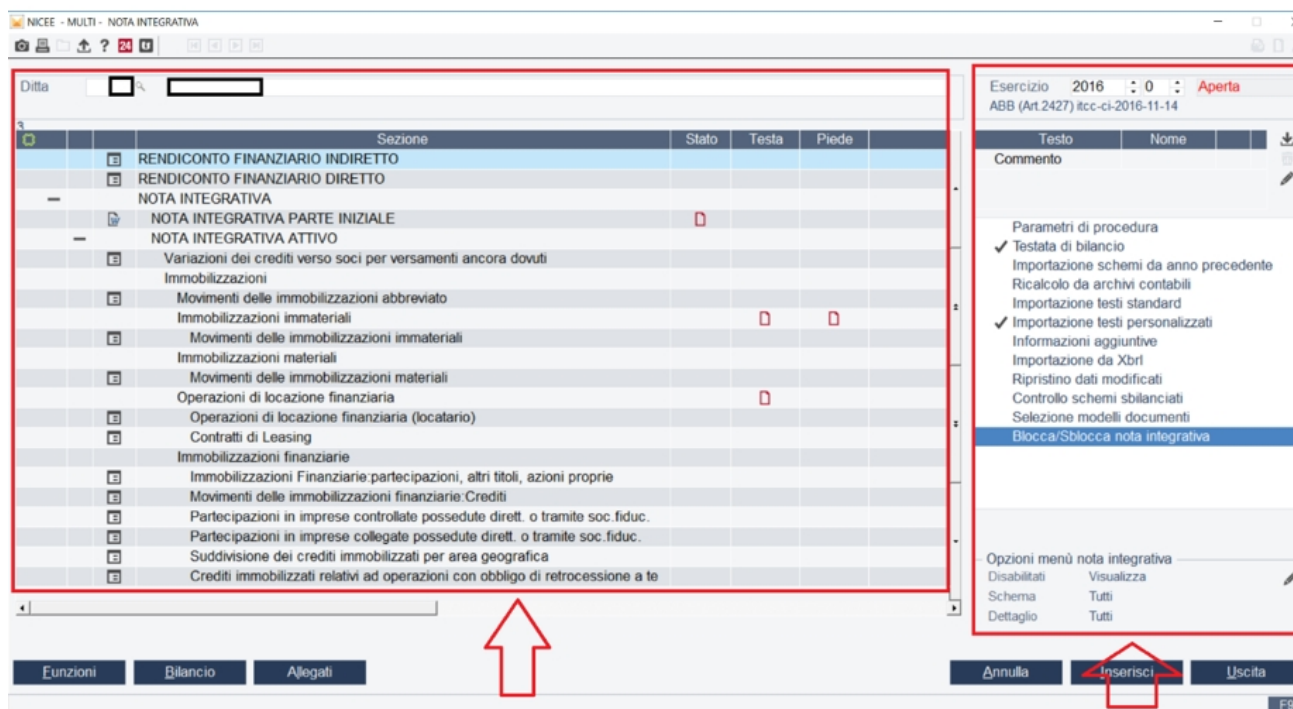 NICEE - MULTI - NOTA INTEGRATIVA
? 24
Ditta
Esercizio 2016 0 Aperta
ABB (Art.2427) itcc-ci-2016-11-14
3
Sezione Stato Testa Piede
Testo Nome
RENDICONTO FINANZIARIO INDIRETTO
Commento
RENDICONTO FINANZIARIO DIRETTO
NOTA INTEGRATIVA
NOTA INTEGRATIVA PARTE INIZIALE
NOTA INTEGRATIVA ATTIVO
Variazioni dei crediti verso soci per versamenti ancora dovuti
Immobilizzazioni
Movimenti delle immobilizzazioni abbreviato
Immobilizzazioni immateriali
Movimenti delle immobilizzazioni immateriali
Immobilizzazioni materiali
Movimenti delle immobilizzazioni materiali
Operazioni di locazione finanziaria
Operazioni di locazione finanziaria (locatario)
Contratti di Leasing
Immobilizzazioni finanziarie
Immobilizzazioni Finanziarie:partecipazioni, altri titoli, azioni proprie
Movimenti delle immobilizzazioni finanziarie:Crediti
Partecipazioni in imprese controllate possedute dirett. o tramite soc.fiduc.
Partecipazioni in imprese collegate possedute dirett. o tramite soc.fiduc.
Suddivisione dei crediti immobilizzati per area geografica
Crediti immobilizzati relativi ad operazioni con obbligo di retrocessione a te
Parametri di procedura
Testata di bilancio
Importazione schemi da anno precedente
Ricalcolo da archivi contabili
Importazione testi standard
Importazione testi personalizzati
Informazioni aggiuntive
Importazione da Xbrl
Ripristino dati modificati
Controllo schemi sbilanciati
Selezione modelli documenti
Blocca/Sblocca nota integrativa
Opzioni menù nota integrativa
Disabilitati Visualizza
Schema Tutti
Dettaglio Tutti
Funzioni Bilancio Allegati Annulla Inserisci Uscita